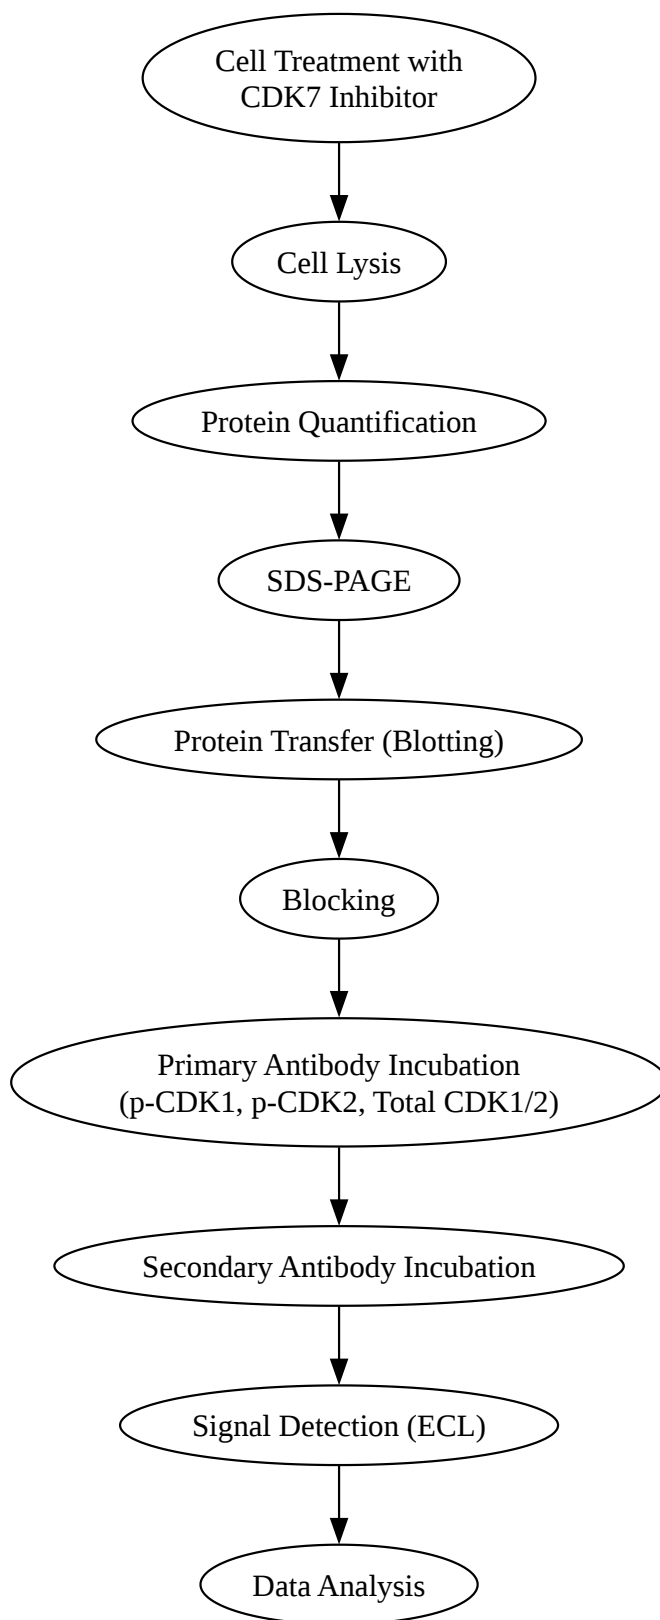 Cell Treatment with
CDK7 Inhibitor
Cell Lysis
Protein Quantification
SDS-PAGE
Protein Transfer (Blotting)
Blocking
Primary Antibody Incubation
(p-CDK1, p-CDK2, Total CDK1/2)
Secondary Antibody Incubation
Signal Detection (ECL)
Data Analysis